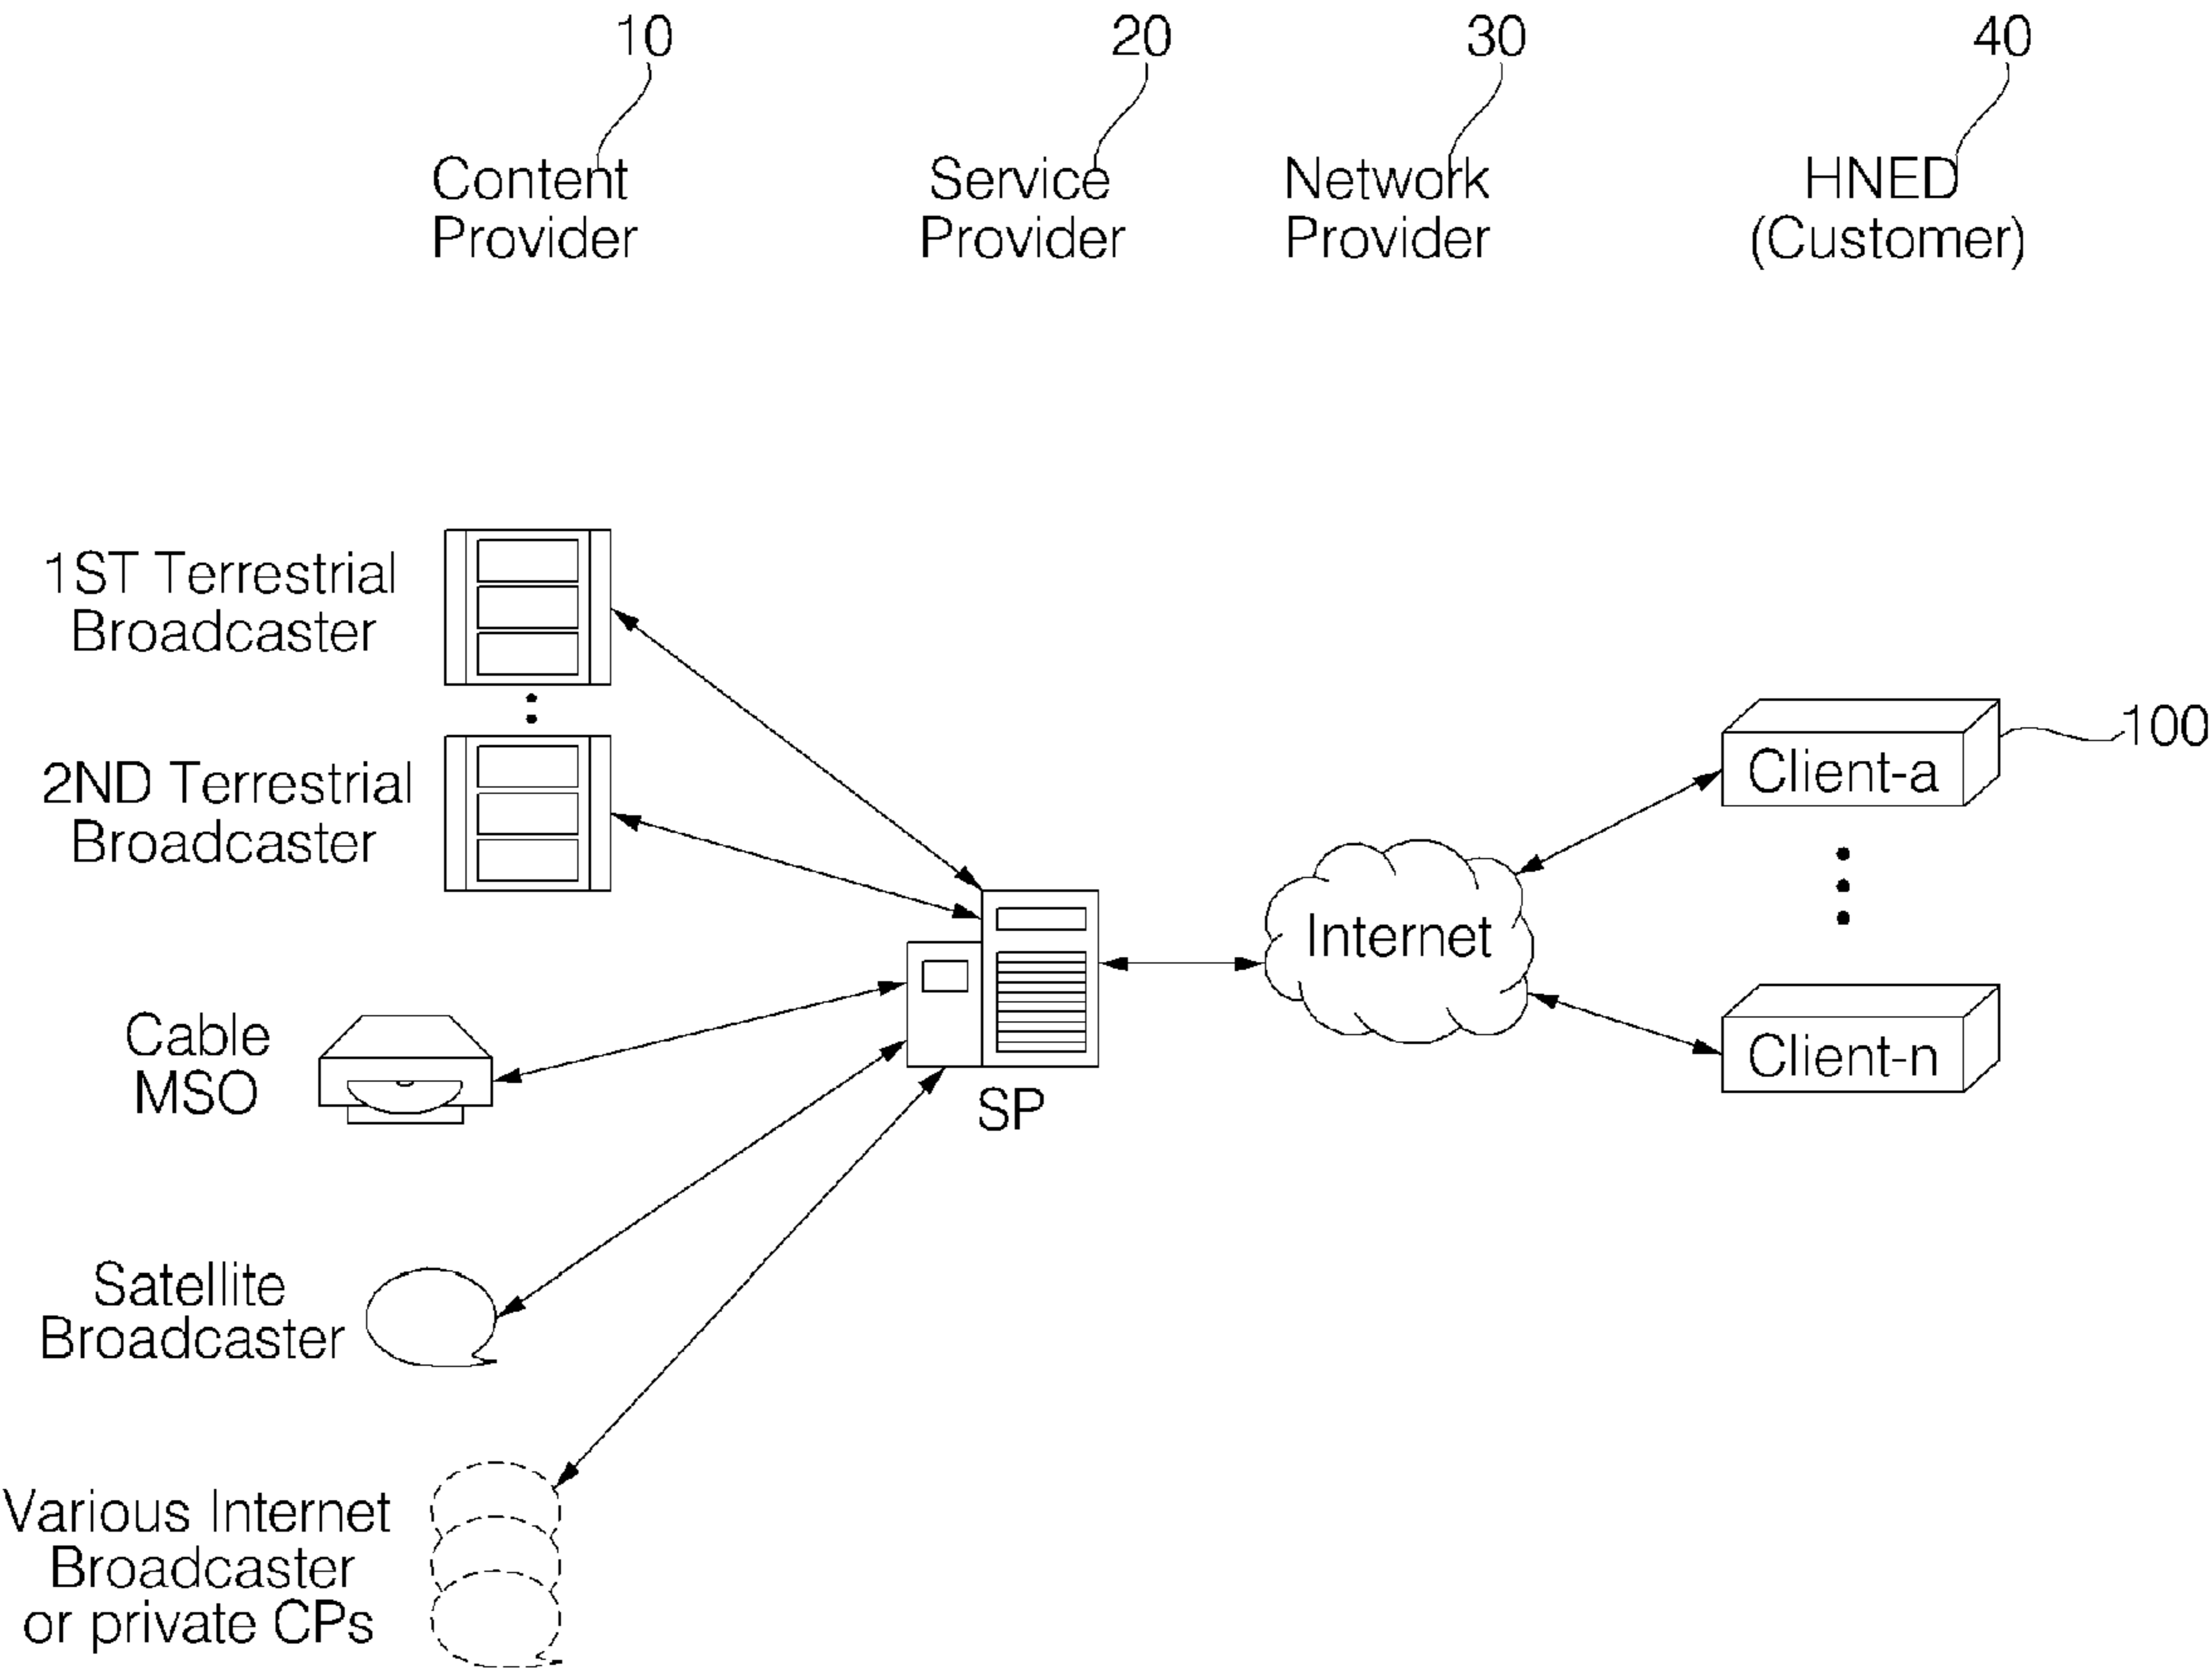 10
20
30
40
Content
Provider
Service
Provider
Network
Provider
HNED
(Customer)
1ST Terrestrial
Broadcaster
2ND Terrestrial
Broadcaster
Cable
MSO
Satellite
Broadcaster
Various Internet
Broadcaster
or private CPs
SP
Internet
Client-a
100
Client-n